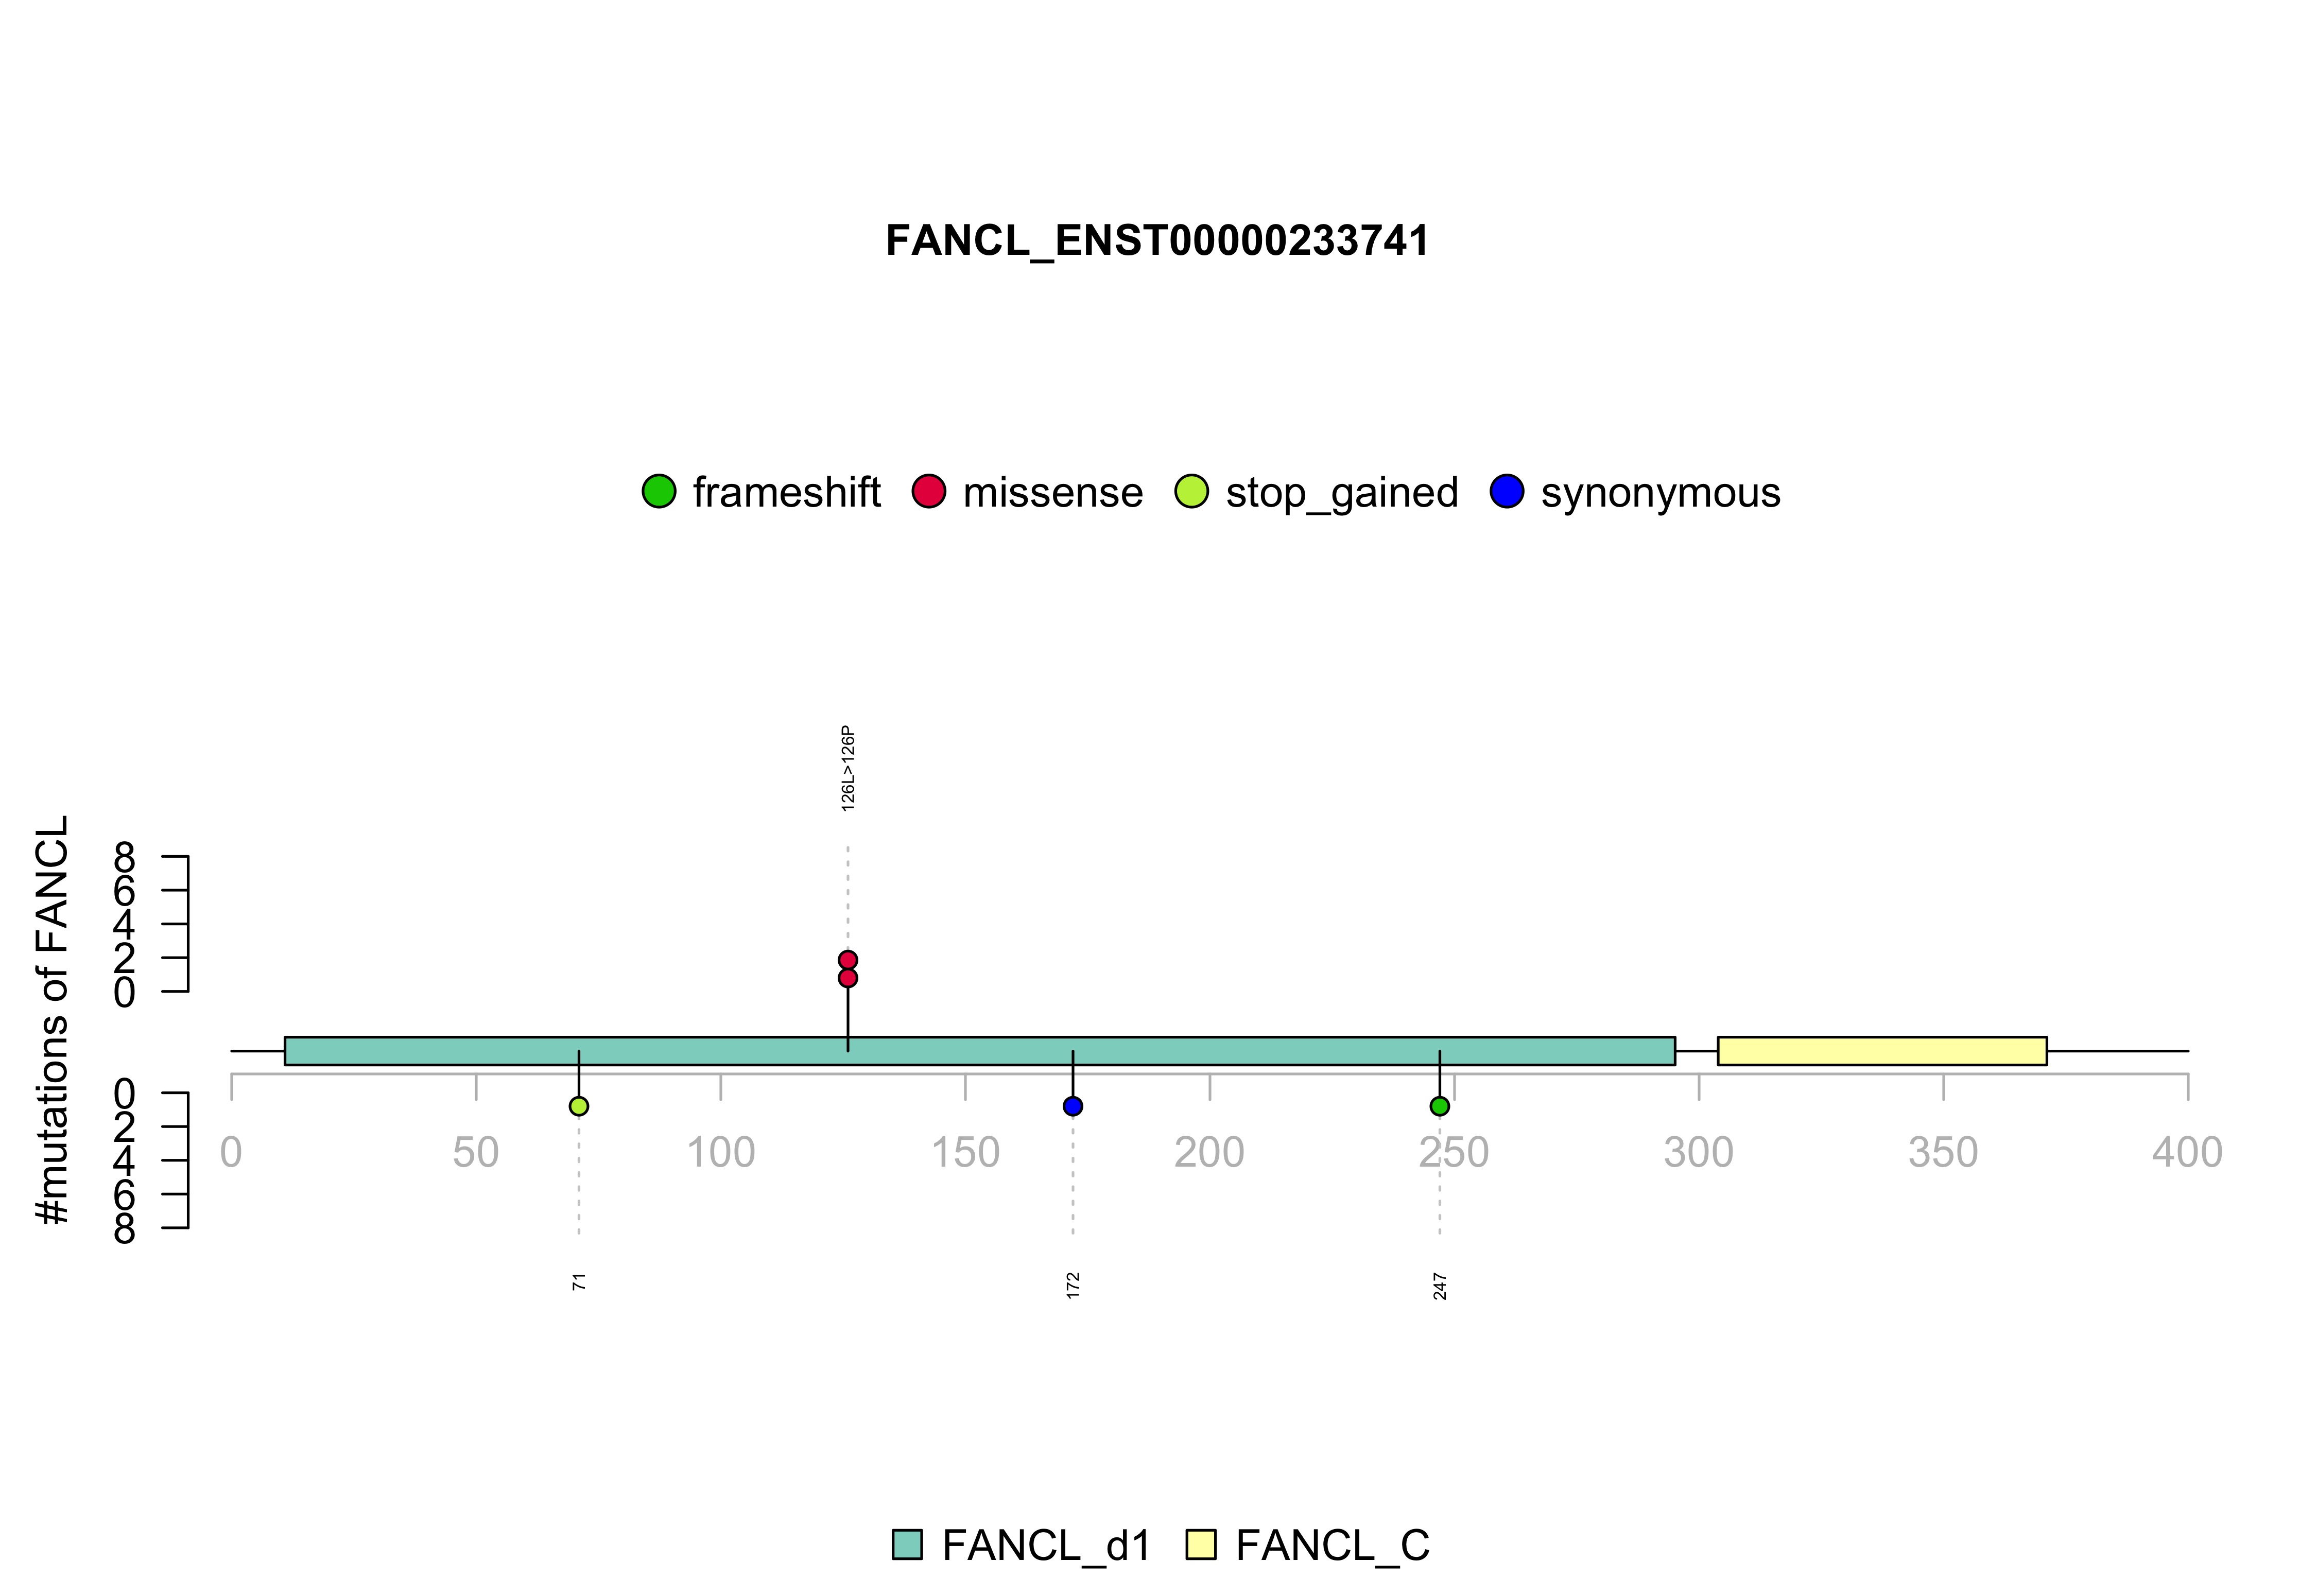 FANCL_ENST00000233741
frameshift missense stop_gained synonymous
126L>126P
#mutations of FANCL
8
6
4
2
0
0
2
4
6
8
0 50 100 150 200 250 300 350 400
71 172 247
FANCL_d1 FANCL_C